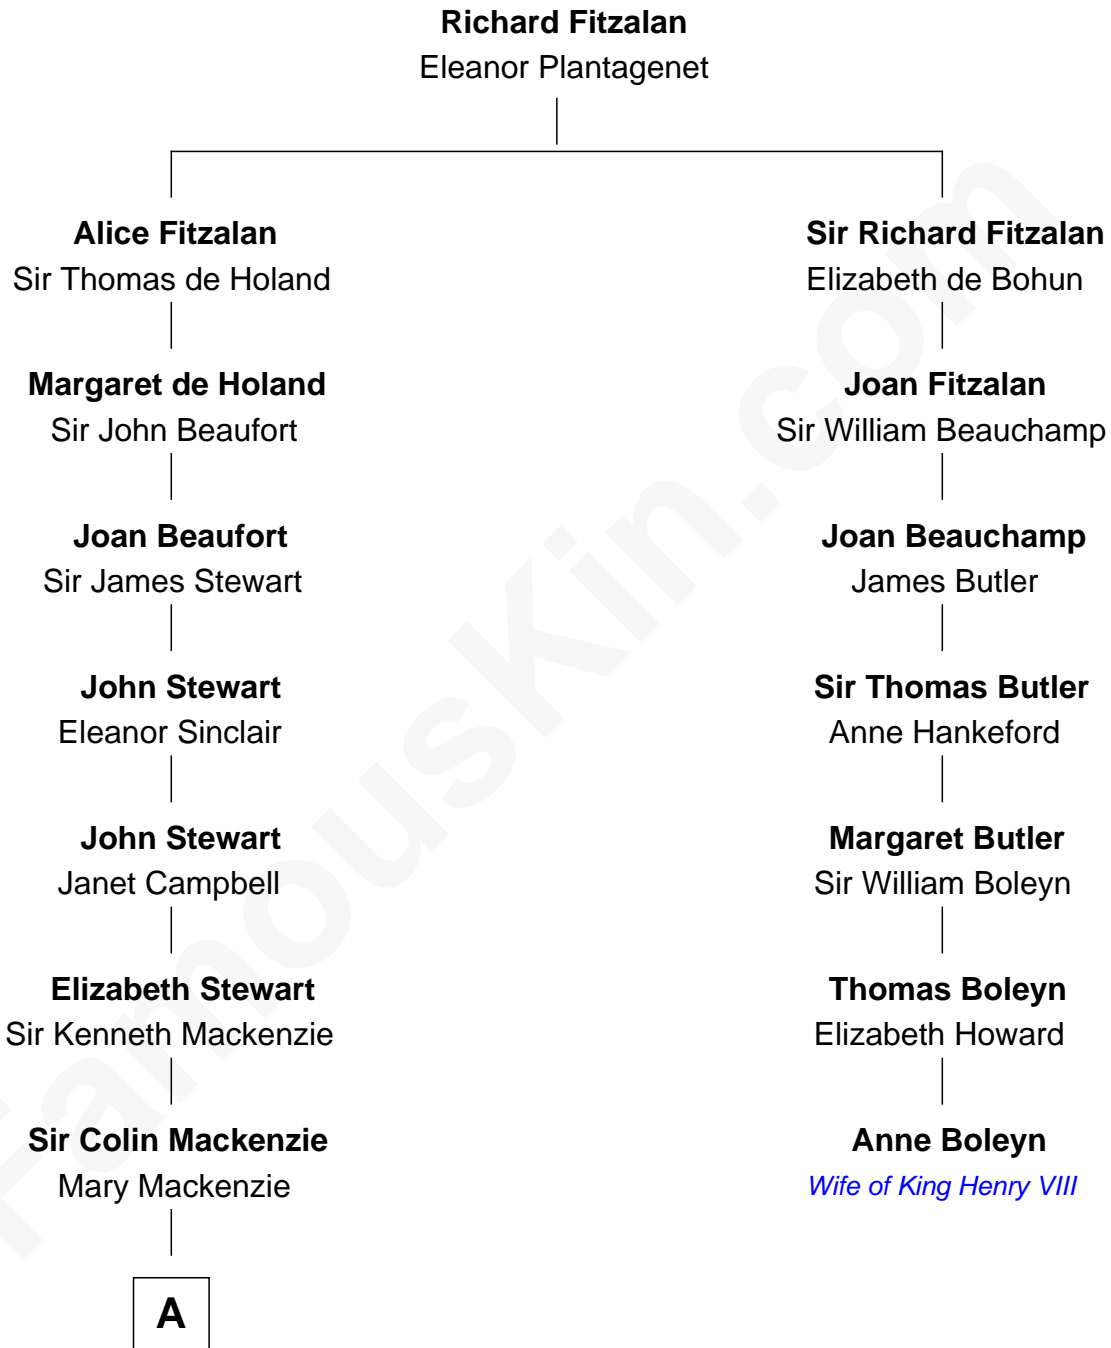 Richard Fitzalan
Eleanor Plantagenet
Alice Fitzalan
Sir Thomas de Holand
Sir Richard Fitzalan
Elizabeth de Bohun
Margaret de Holand
Sir John Beaufort
Joan Fitzalan
Sir William Beauchamp
Joan Beaufort
Sir James Stewart
Joan Beauchamp
James Butler
John Stewart
Eleanor Sinclair
Sir Thomas Butler
Anne Hankeford
John Stewart
Janet Campbell
Margaret Butler
Sir William Boleyn
Elizabeth Stewart
Sir Kenneth Mackenzie
Thomas Boleyn
Elizabeth Howard
Sir Colin Mackenzie
Mary Mackenzie
Anne Boleyn
Wife of King Henry VIII
A
FamousKin.com